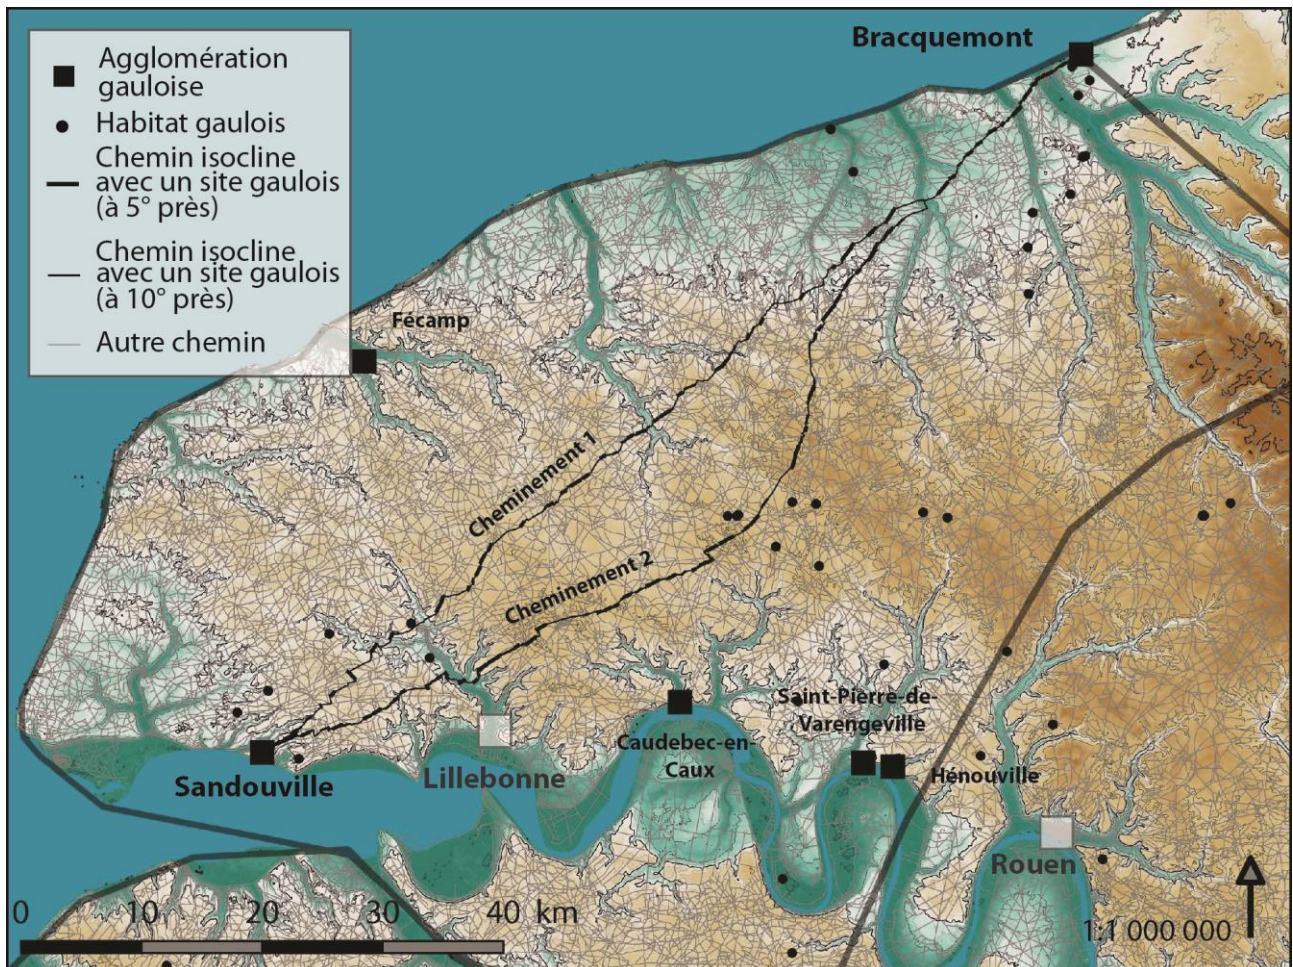 Agglomération
gauloise
Habitat gaulois
Chemin isocline
avec un site gaulois
(à 5° près)
Chemin isocline
avec un site gaulois
(à 10° près)
Autre chemin
Bracquemont
Fécamp
Cheminement 1
Cheminement 2
Saint-Pierre-de-
Varengeville
Caudebec-en-
Caux
Hénouville
Sandouville
Lillebonne
Rouen
0 10 20 30 40 km
1:1 000 000